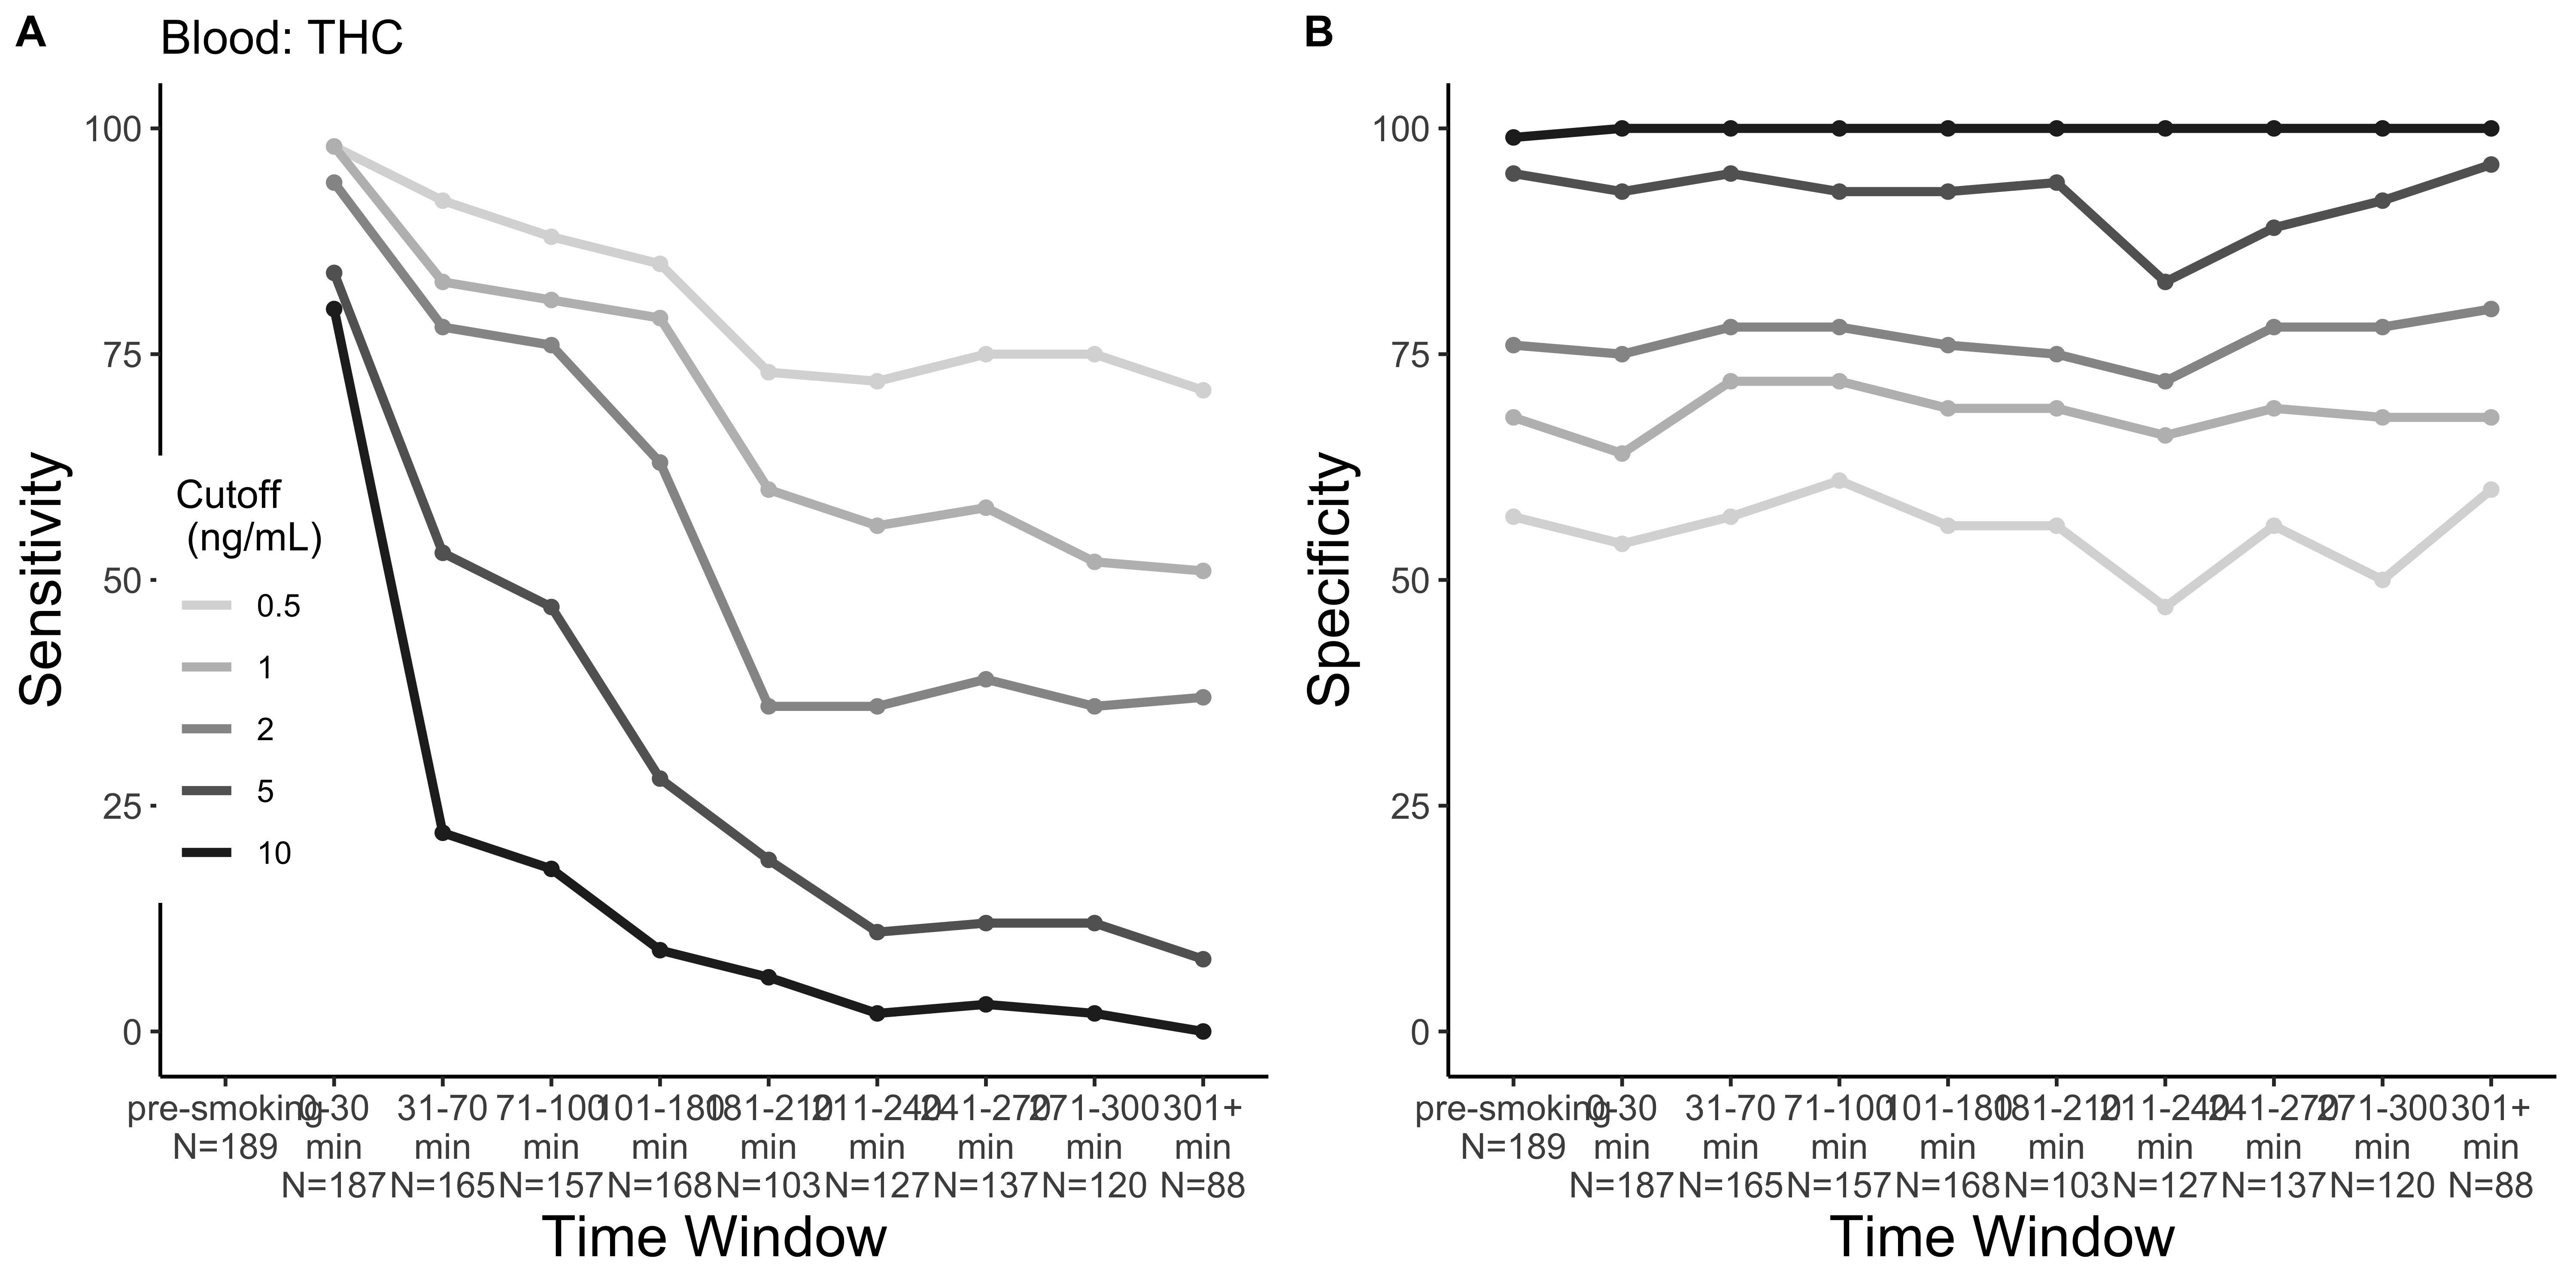 A
Blood: THC
Sensitivity
100
75
50
25
0
Cutoff
(ng/mL)
0.5
1
2
5
10
pre-smoking 0-30 31-70 71-100 101-180 181-210 211-240 241-270 271-300 301+
N=189 min min min min min min min min min
N=187 N=165 N=157 N=168 N=103 N=127 N=137 N=120 N=88
Time Window
B
Specificity
100
75
50
25
0
pre-smoking 0-30 31-70 71-100 101-180 181-210 211-240 241-270 271-300 301+
N=189 min min min min min min min min min
N=187 N=165 N=157 N=168 N=103 N=127 N=137 N=120 N=88
Time Window